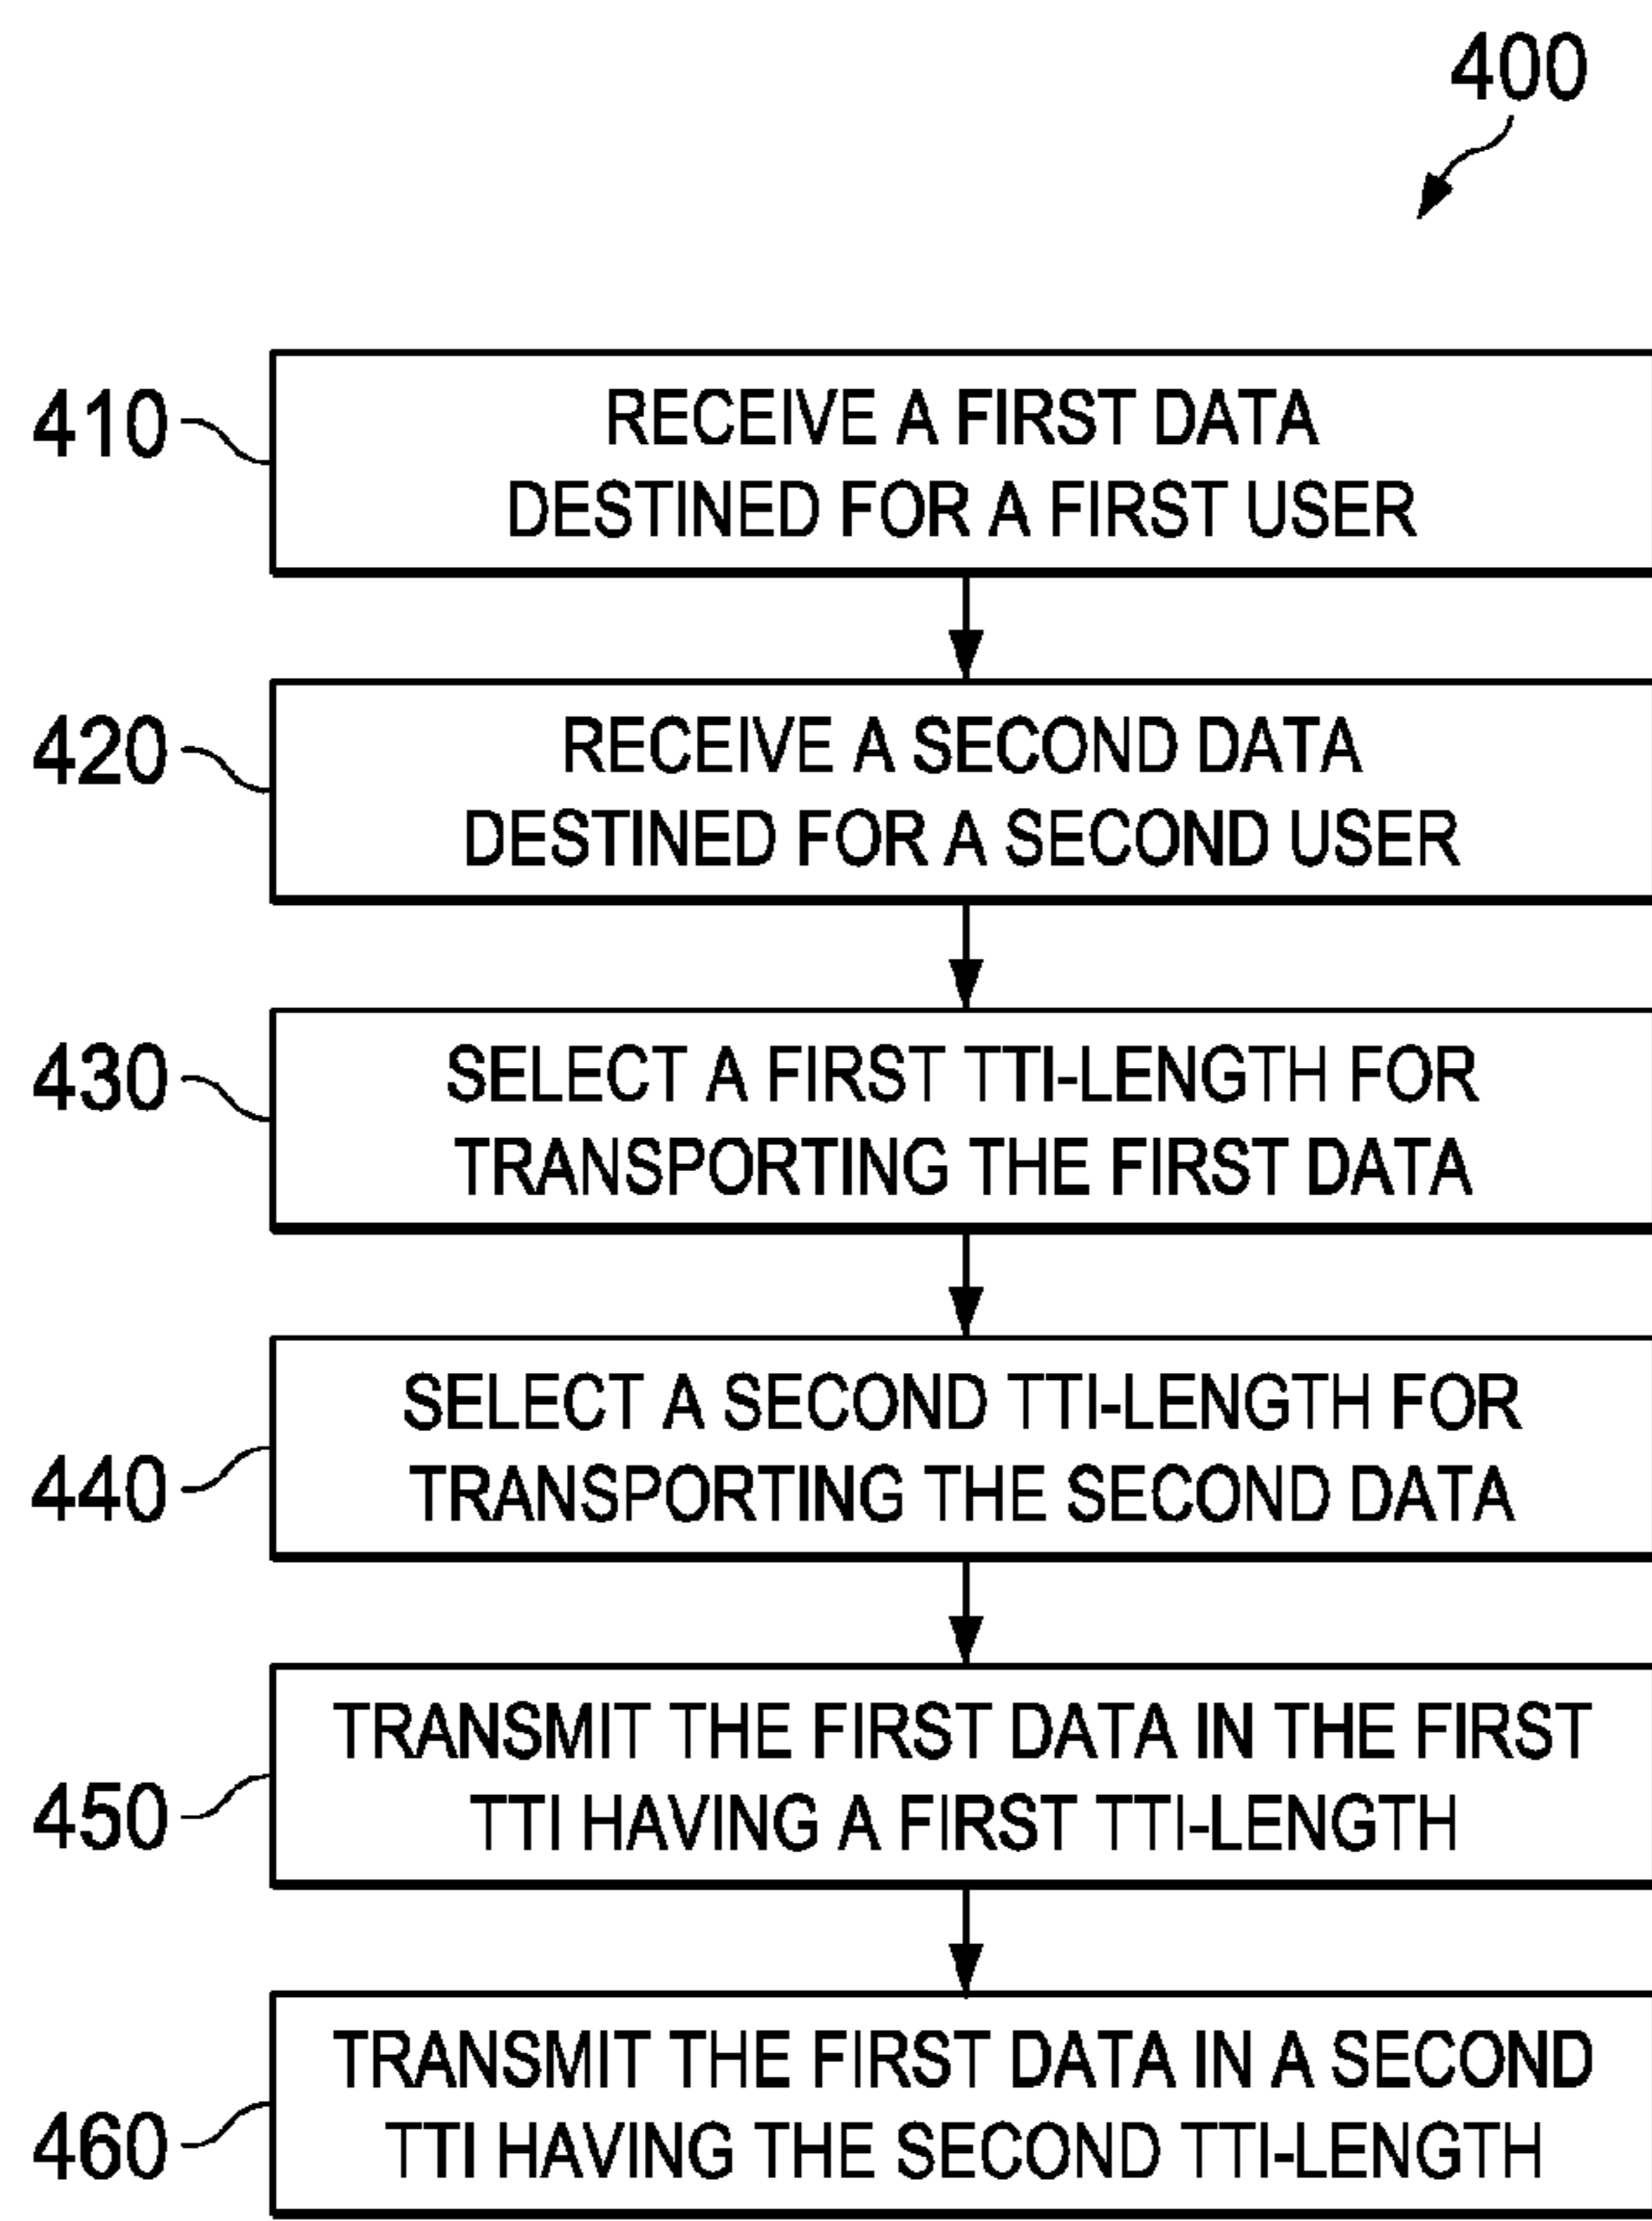 400
410
RECEIVE A FIRST DATA
DESTINED FOR A FIRST USER
420
RECEIVE A SECOND DATA
DESTINED FOR A SECOND USER
430
SELECT A FIRST TTI-LENGTH FOR
TRANSPORTING THE FIRST DATA
440
SELECT A SECOND TTI-LENGTH FOR
TRANSPORTING THE SECOND DATA
450
TRANSMIT THE FIRST DATA IN THE FIRST
TTI HAVING A FIRST TTI-LENGTH
460
TRANSMIT THE FIRST DATA IN A SECOND
TTI HAVING THE SECOND TTI-LENGTH